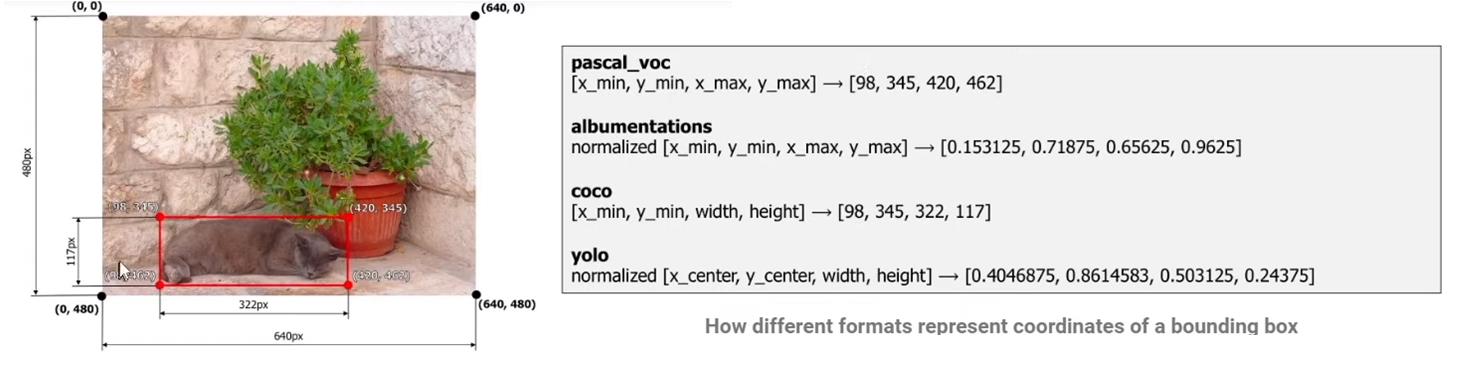 (0, 0)
(640, 0)
480px
(98, 345)
(420, 345)
117px
(420, 462)
(0, 480)
(640, 480)
322px
640px
pascal_voc
[x_min, y_min, x_max, y_max] → [98, 345, 420, 462]
albumentations
normalized [x_min, y_min, x_max, y_max] → [0.153125, 0.71875, 0.65625, 0.9625]
coco
[x_min, y_min, width, height] → [98, 345, 322, 117]
yolo
normalized [x_center, y_center, width, height] → [0.4046875, 0.8614583, 0.503125, 0.24375]
How different formats represent coordinates of a bounding box